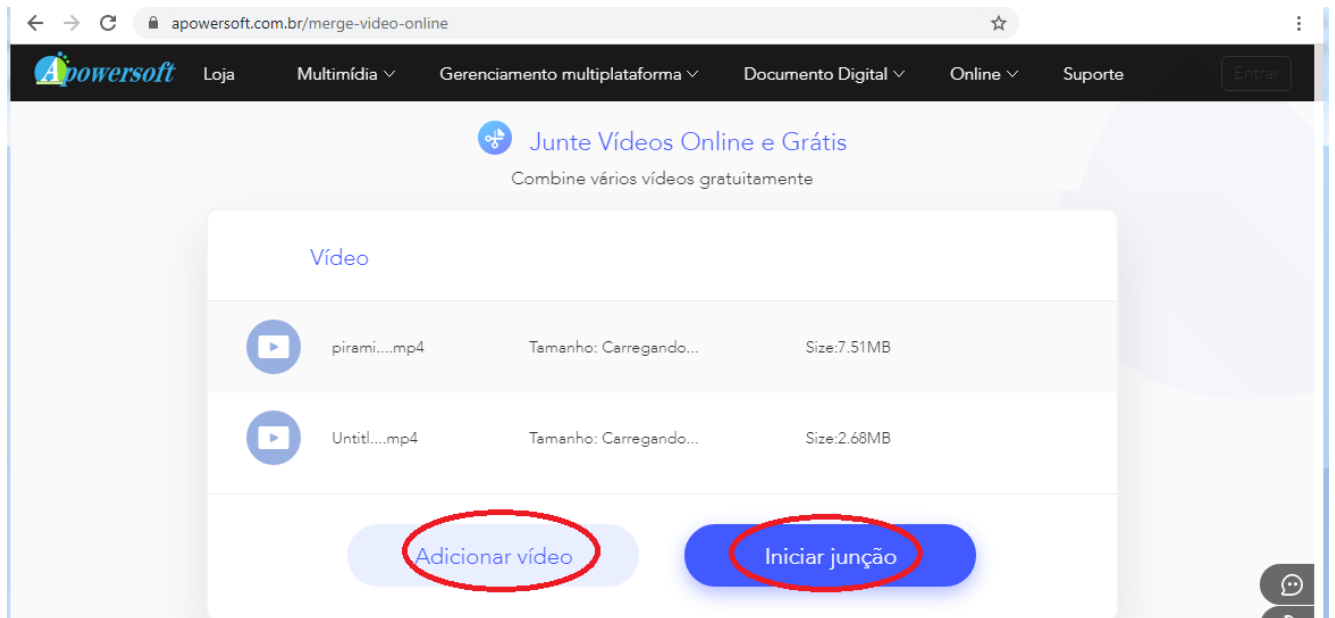 apowersoft.com.br/merge-video-online
Apowersoft Loja Multimídia Gerenciamento multiplataforma Documento Digital Online Suporte Entrar
Junte Vídeos Online e Grátis
Combine vários vídeos gratuitamente
Vídeo
pirami....mp4 Tamanho: Carregando... Size:7.51MB
Untitl....mp4 Tamanho: Carregando... Size:2.68MB
Adicionar vídeo Iniciar junção